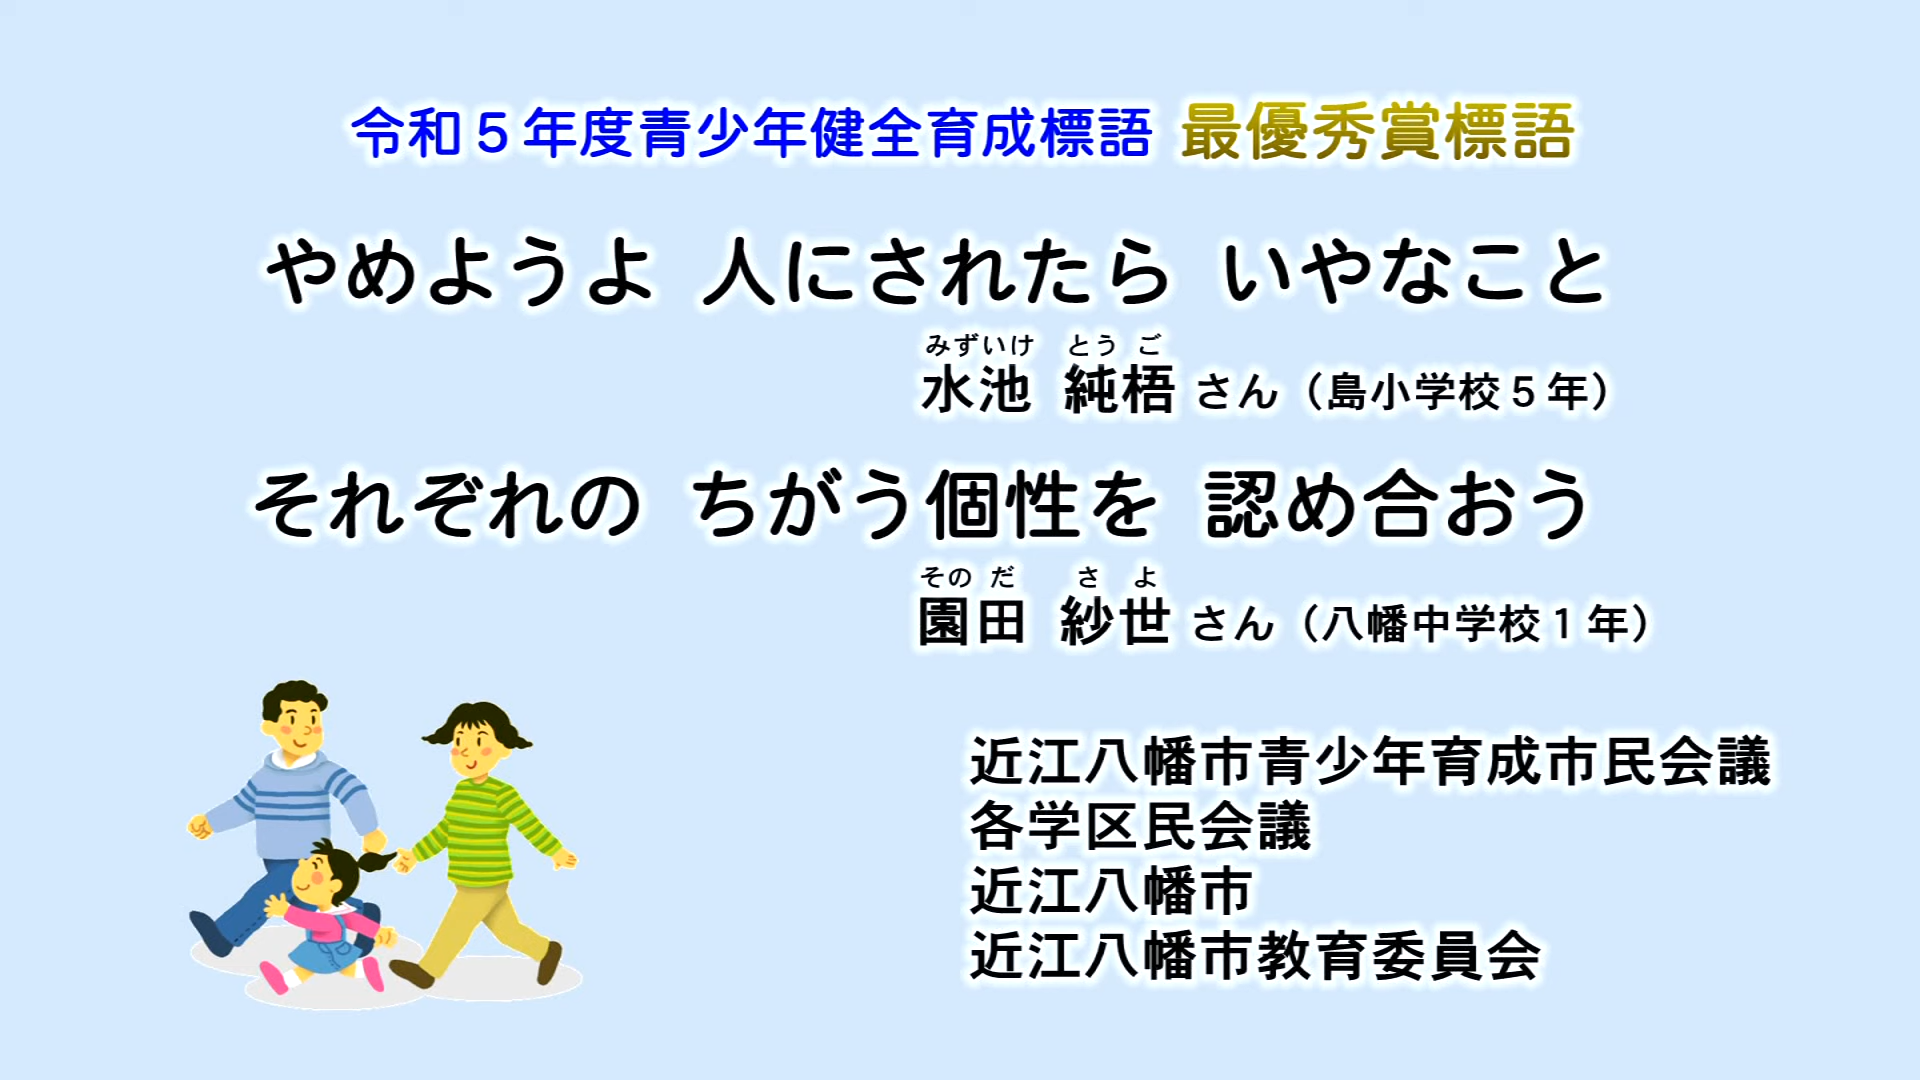 令和５年度青少年健全育成標語 最優秀賞標語
やめようよ 人にされたら いやなこと
みずいけ とう ご
水池 純梧 さん（島小学校５年）
それぞれの ちがう個性を 認め合おう
その だ さ よ
園田 紗世 さん（八幡中学校１年）
近江八幡市青少年育成市民会議
各学区民会議
近江八幡市
近江八幡市教育委員会